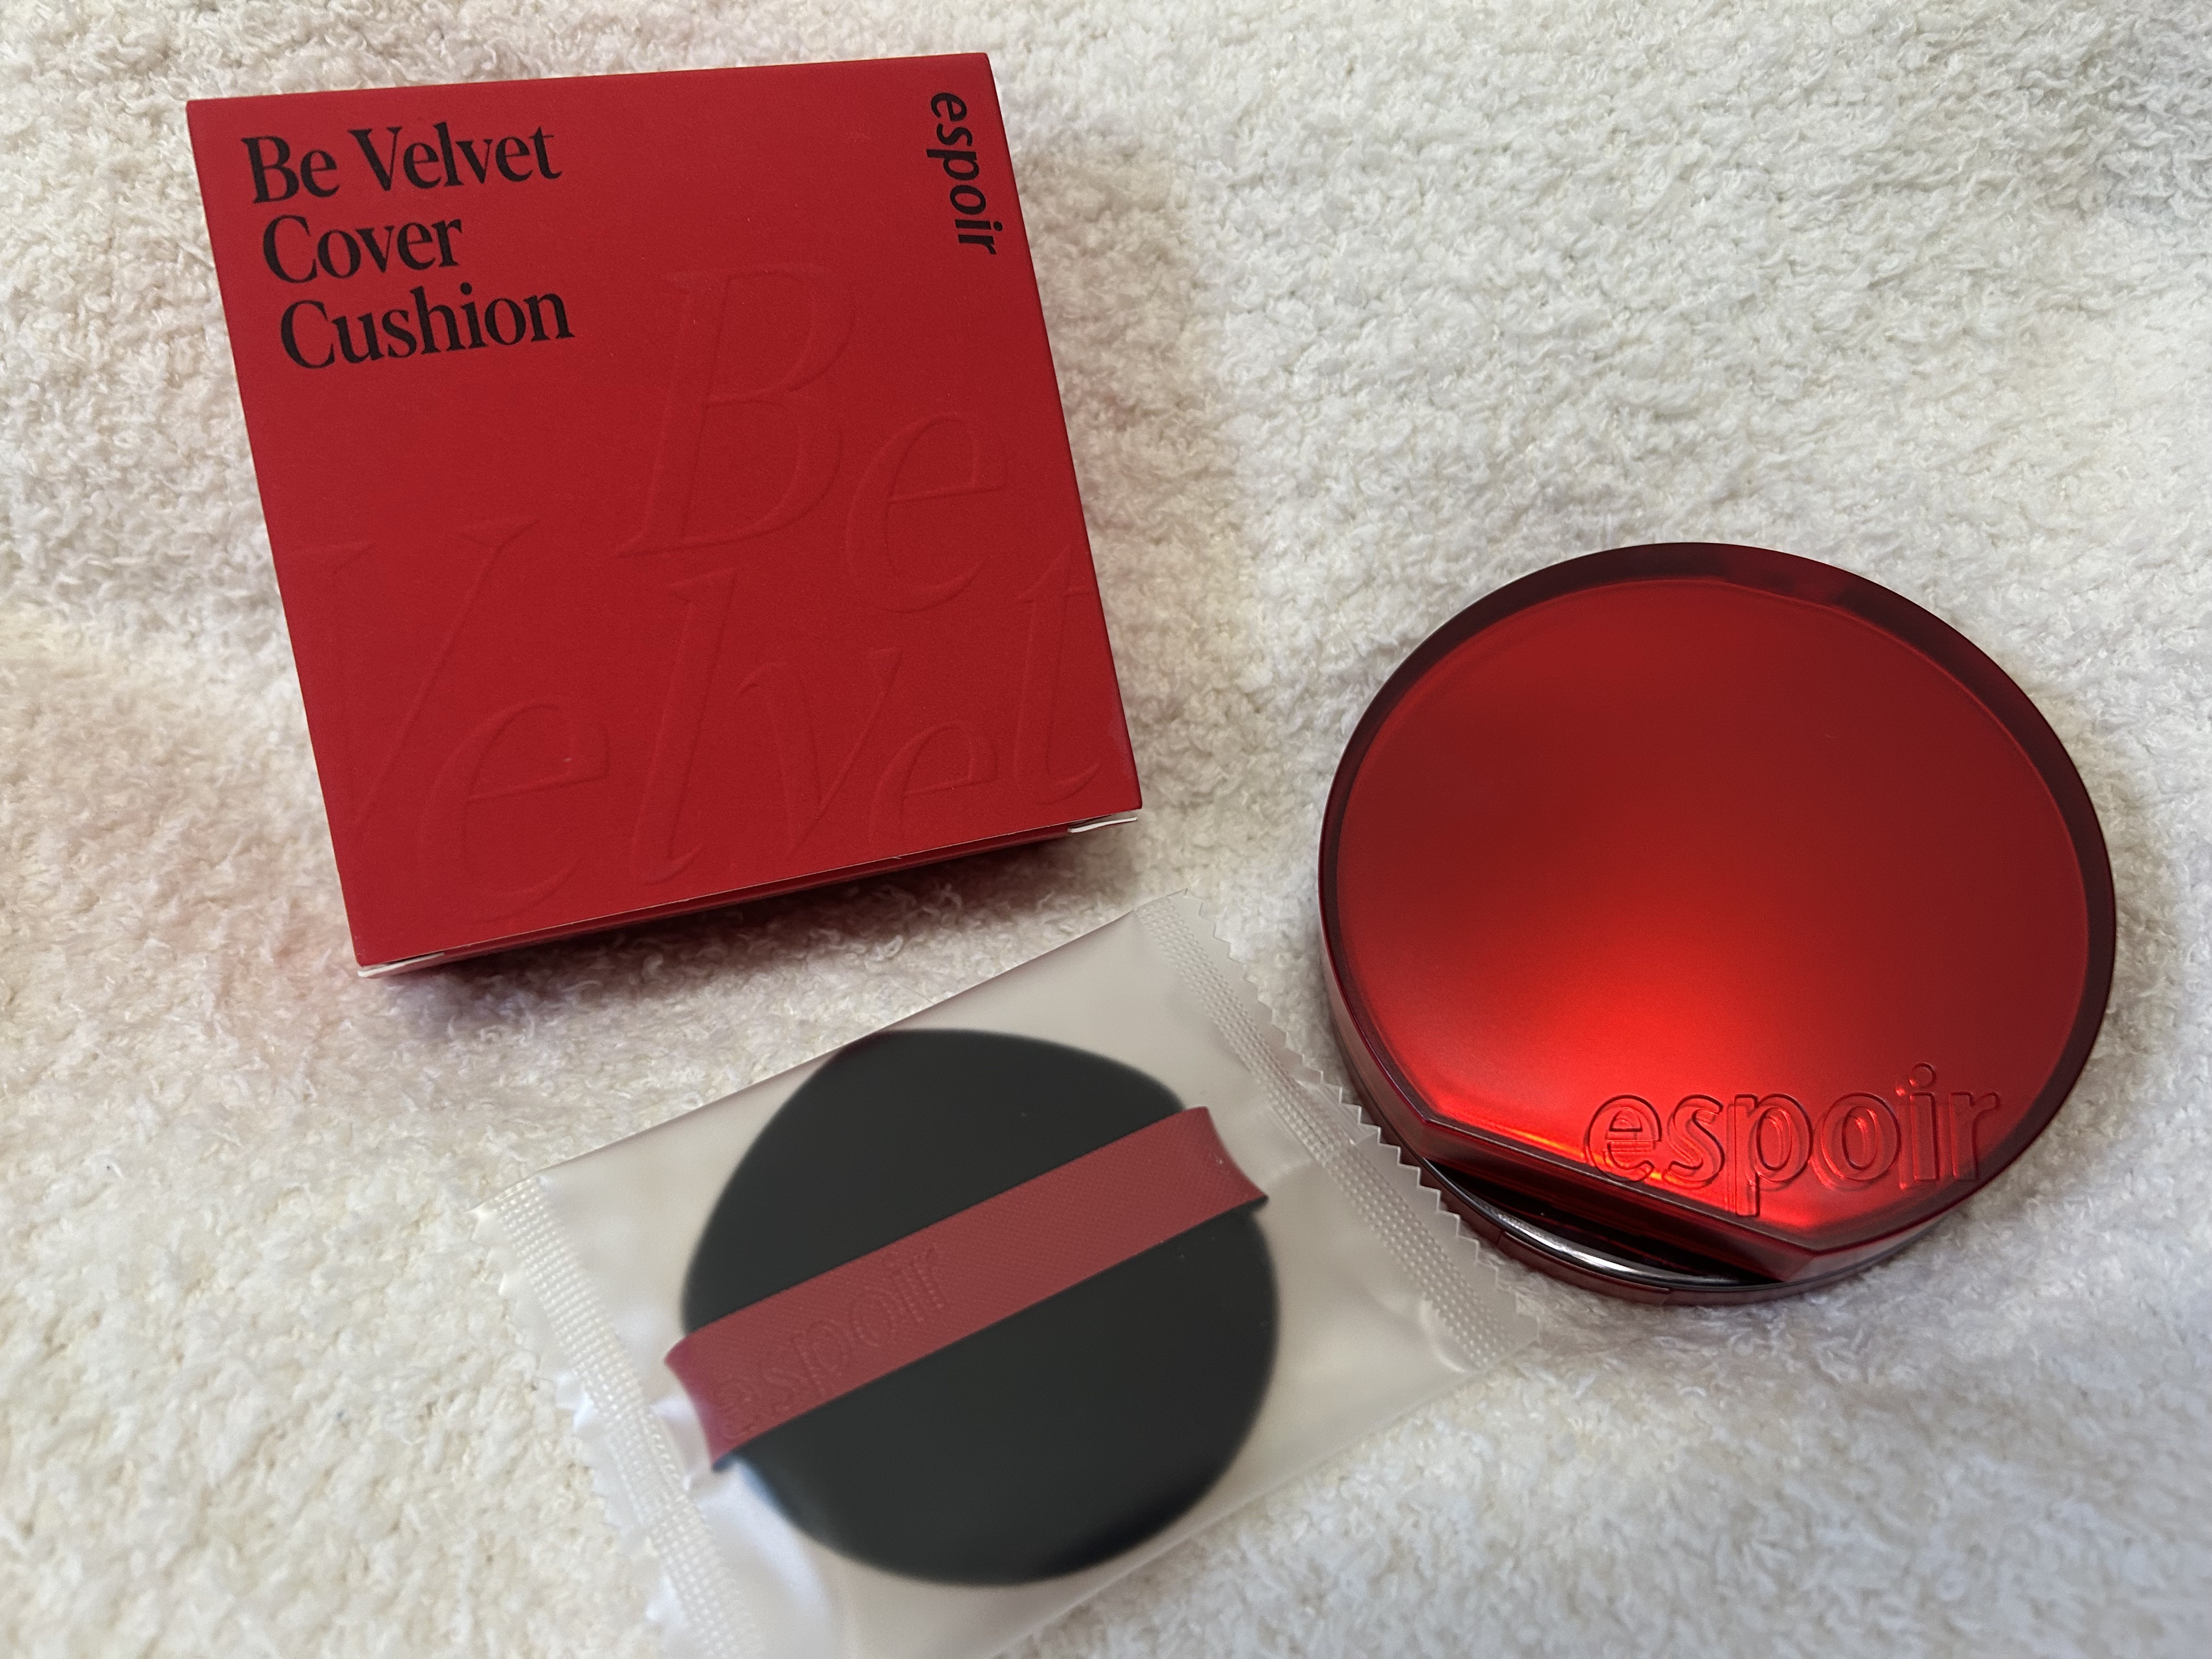 Be Velvet
Cover
Cushion
espoir
Be
Velvet
espoir
espoir